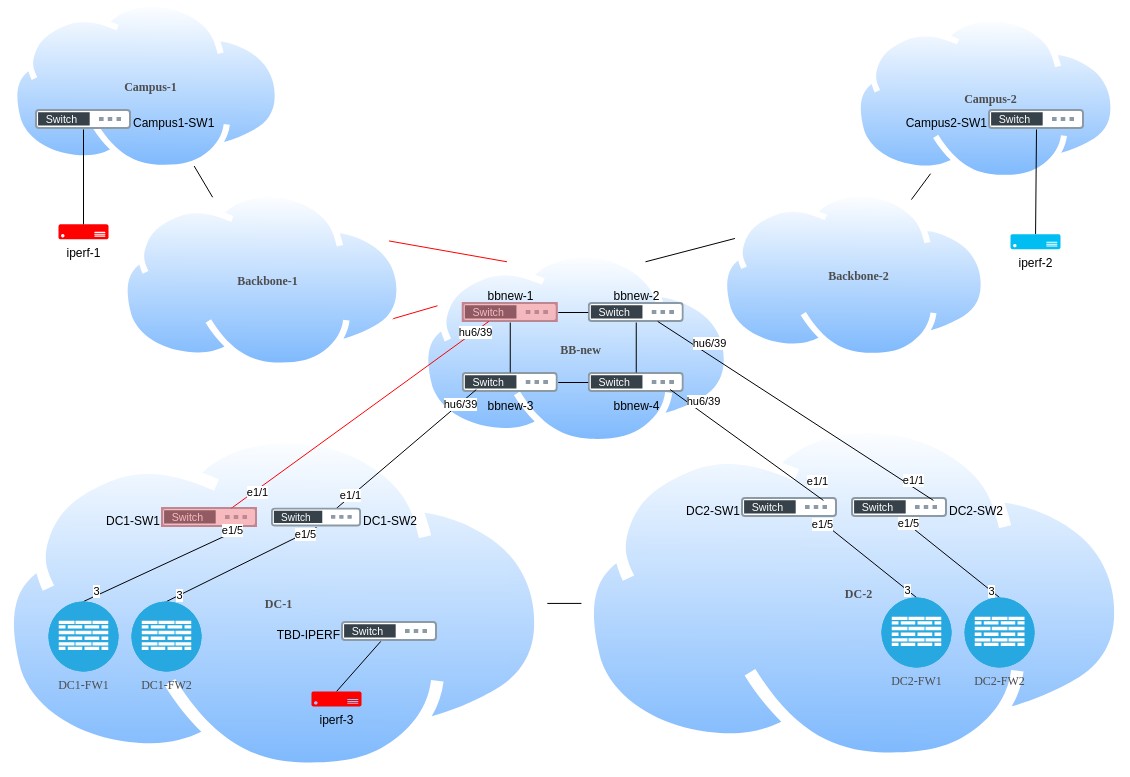 Campus-1
Switch
Campus1-SW1
iperf-1
Campus-2
Campus2-SW1
Switch
iperf-2
Backbone-1
Backbone-2
bbnew-1
bbnew-2
Switch
Switch
hu6/39
hu6/39
BB-new
Switch
Switch
hu6/39
bbnew-3
bbnew-4
hu6/39
e1/1
e1/1
DC1-SW1
Switch
Switch
DC1-SW2
e1/5
e1/5
3
3
DC-1
TBD-IPERF
Switch
DC1-FW1
DC1-FW2
iperf-3
e1/1
e1/1
DC2-SW1
Switch
Switch
DC2-SW2
e1/5
e1/5
DC-2
3
3
DC2-FW1
DC2-FW2